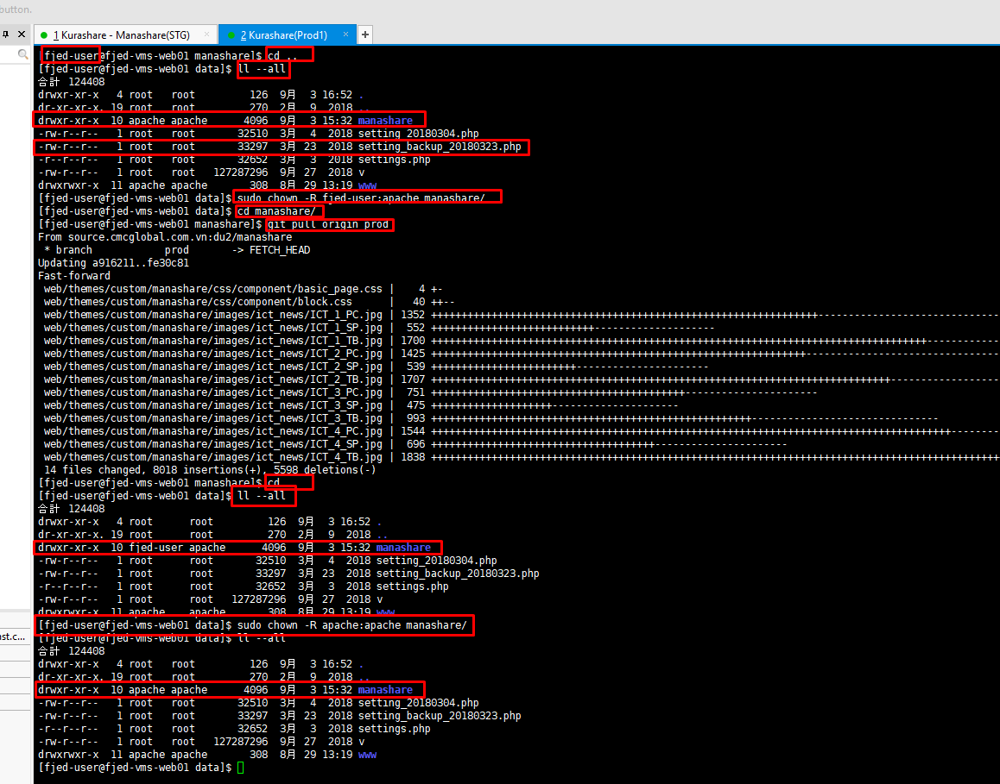 button.
1 Kurashare - Manashare(STG) × 2 Kurashare(Prod1) × +
[fjed-user@fjed-vms-web01 manashare]$ cd ..
[fjed-user@fjed-vms-web01 data]$ ll --all
合計 124408
drwxr-xr-x 4 root root 126 9月 3 16:52 .
dr-xr-xr-x. 19 root root 270 2月 9 2018 ..
drwxr-xr-x 10 apache apache 4096 9月 3 15:32 manashare
-rw-r--r-- 1 root root 32510 3月 4 2018 setting_20180304.php
-rw-r--r-- 1 root root 33297 3月 23 2018 setting_backup_20180323.php
-r--r--r-- 1 root root 32652 3月 3 2018 settings.php
-rw-r--r-- 1 root root 127287296 9月 27 2018 v
drwxrwxr-x 11 apache apache 308 8月 29 13:19 www
[fjed-user@fjed-vms-web01 data]$ sudo chown -R fjed-user:apache manashare/
[fjed-user@fjed-vms-web01 data]$ cd manashare/
[fjed-user@fjed-vms-web01 manashare]$ git pull origin prod
From source.cmcglobal.com.vn:du2/manashare
* branch prod -> FETCH_HEAD
Updating a916211..fe30c81
Fast-forward
web/themes/custom/manashare/css/component/basic_page.css | 4 +-
web/themes/custom/manashare/css/component/block.css | 40 ++--
web/themes/custom/manashare/images/ict_news/ICT_1_PC.jpg | 1352
web/themes/custom/manashare/images/ict_news/ICT_1_SP.jpg | 552
web/themes/custom/manashare/images/ict_news/ICT_1_TB.jpg | 1700
web/themes/custom/manashare/images/ict_news/ICT_2_PC.jpg | 1425
web/themes/custom/manashare/images/ict_news/ICT_2_SP.jpg | 539
web/themes/custom/manashare/images/ict_news/ICT_2_TB.jpg | 1707
web/themes/custom/manashare/images/ict_news/ICT_3_PC.jpg | 751
web/themes/custom/manashare/images/ict_news/ICT_3_SP.jpg | 475
web/themes/custom/manashare/images/ict_news/ICT_3_TB.jpg | 993
web/themes/custom/manashare/images/ict_news/ICT_4_PC.jpg | 1544
web/themes/custom/manashare/images/ict_news/ICT_4_SP.jpg | 696
web/themes/custom/manashare/images/ict_news/ICT_4_TB.jpg | 1838
14 files changed, 8018 insertions(+), 5598 deletions(-)
[fjed-user@fjed-vms-web01 manashare]$ cd
[fjed-user@fjed-vms-web01 data]$ ll --all
合計 124408
drwxr-xr-x 4 root root 126 9月 3 16:52 .
dr-xr-xr-x. 19 root root 270 2月 9 2018 ..
drwxr-xr-x 10 fjed-user apache 4096 9月 3 15:32 manashare
-rw-r--r-- 1 root root 32510 3月 4 2018 setting_20180304.php
-rw-r--r-- 1 root root 33297 3月 23 2018 setting_backup_20180323.php
-r--r--r-- 1 root root 32652 3月 3 2018 settings.php
-rw-r--r-- 1 root root 127287296 9月 27 2018 v
drwxrwxr-x 11 apache apache 308 8月 29 13:19 www
[fjed-user@fjed-vms-web01 data]$ sudo chown -R apache:apache manashare/
[fjed-user@fjed-vms-web01 data]$ ll --all
ast.c...
合計 124408
drwxr-xr-x 4 root root 126 9月 3 16:52 .
dr-xr-xr-x. 19 root root 270 2月 9 2018 ..
drwxr-xr-x 10 apache apache 4096 9月 3 15:32 manashare
-rw-r--r-- 1 root root 32510 3月 4 2018 setting_20180304.php
-rw-r--r-- 1 root root 33297 3月 23 2018 setting_backup_20180323.php
-r--r--r-- 1 root root 32652 3月 3 2018 settings.php
-rw-r--r-- 1 root root 127287296 9月 27 2018 v
drwxrwxr-x 11 apache apache 308 8月 29 13:19 www
[fjed-user@fjed-vms-web01 data]$